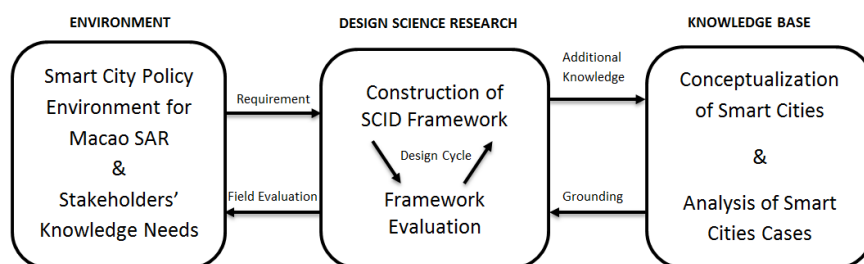 ENVIRONMENT
Smart City Policy
Environment for
Macao SAR
&
Stakeholders’
Knowledge Needs
Requirement
Field Evaluation
DESIGN SCIENCE RESEARCH
Construction of
SCID Framework
Design Cycle
Framework
Evaluation
Additional
Knowledge
Grounding
KNOWLEDGE BASE
Conceptualization
of Smart Cities
&
Analysis of Smart
Cities Cases